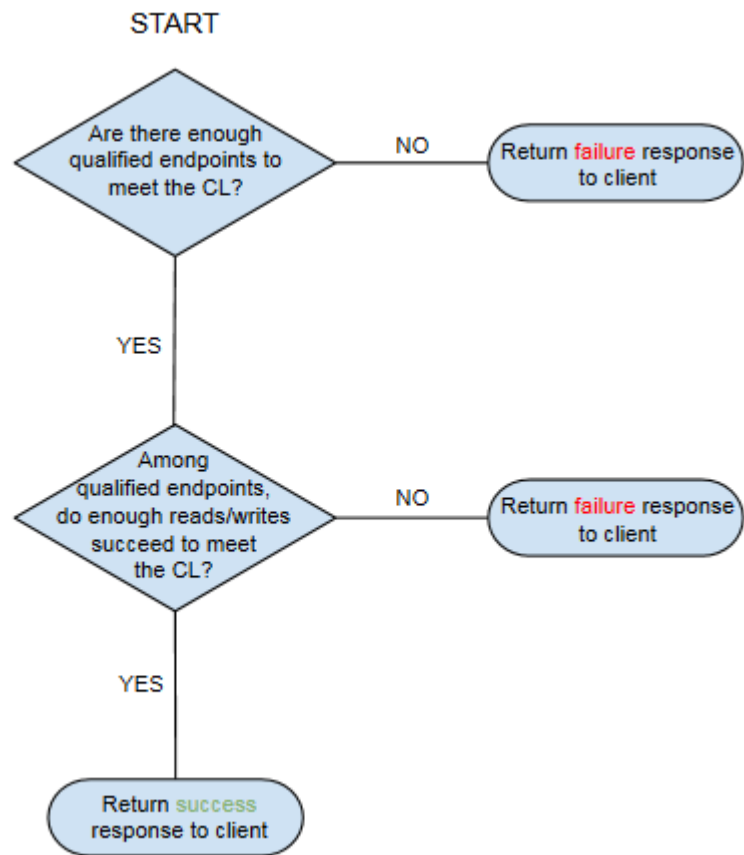 START
Are there enough
qualified endpoints to
meet the CL?
NO
Return failure response
to client
YES
Among
qualified endpoints,
do enough reads/writes
succeed to meet
the CL?
NO
Return failure response
to client
YES
Return success
response to client